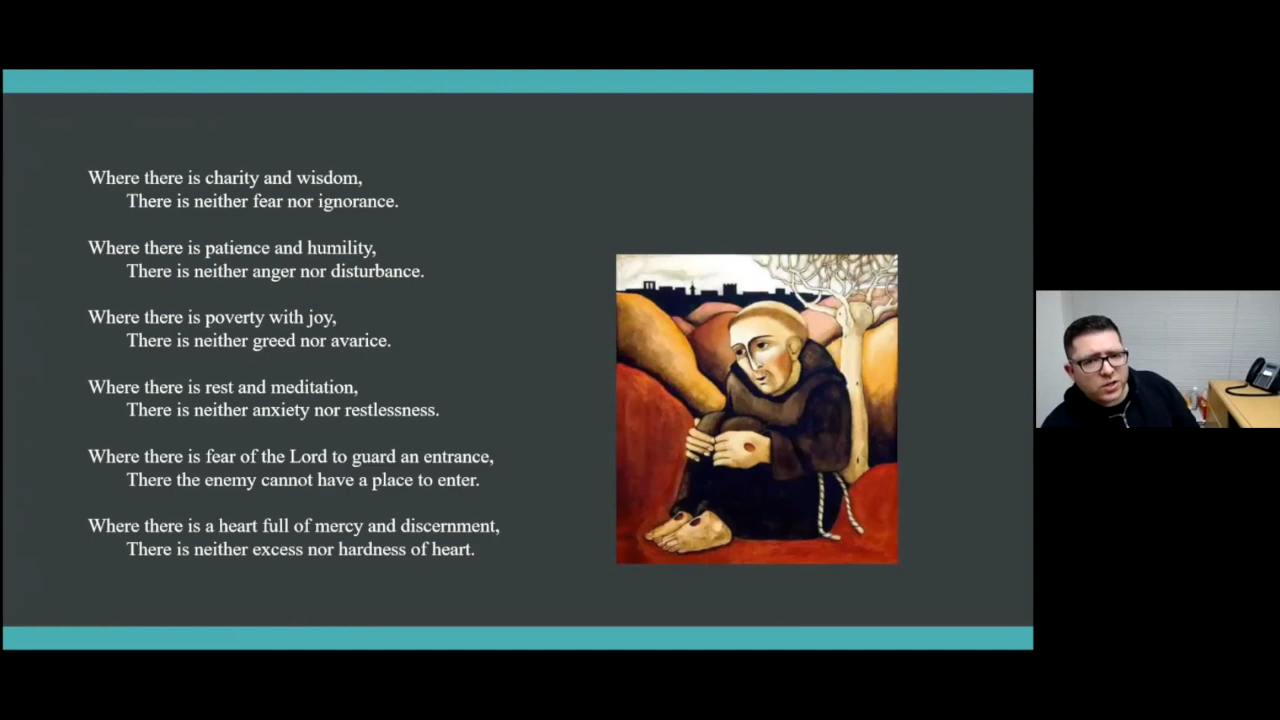 Where there is charity and wisdom,
There is neither fear nor ignorance.
Where there is patience and humility,
There is neither anger nor disturbance.
Where there is poverty with joy,
There is neither greed nor avarice.
Where there is rest and meditation,
There is neither anxiety nor restlessness.
Where there is fear of the Lord to guard an entrance,
There the enemy cannot have a place to enter.
Where there is a heart full of mercy and discernment,
There is neither excess nor hardness of heart.